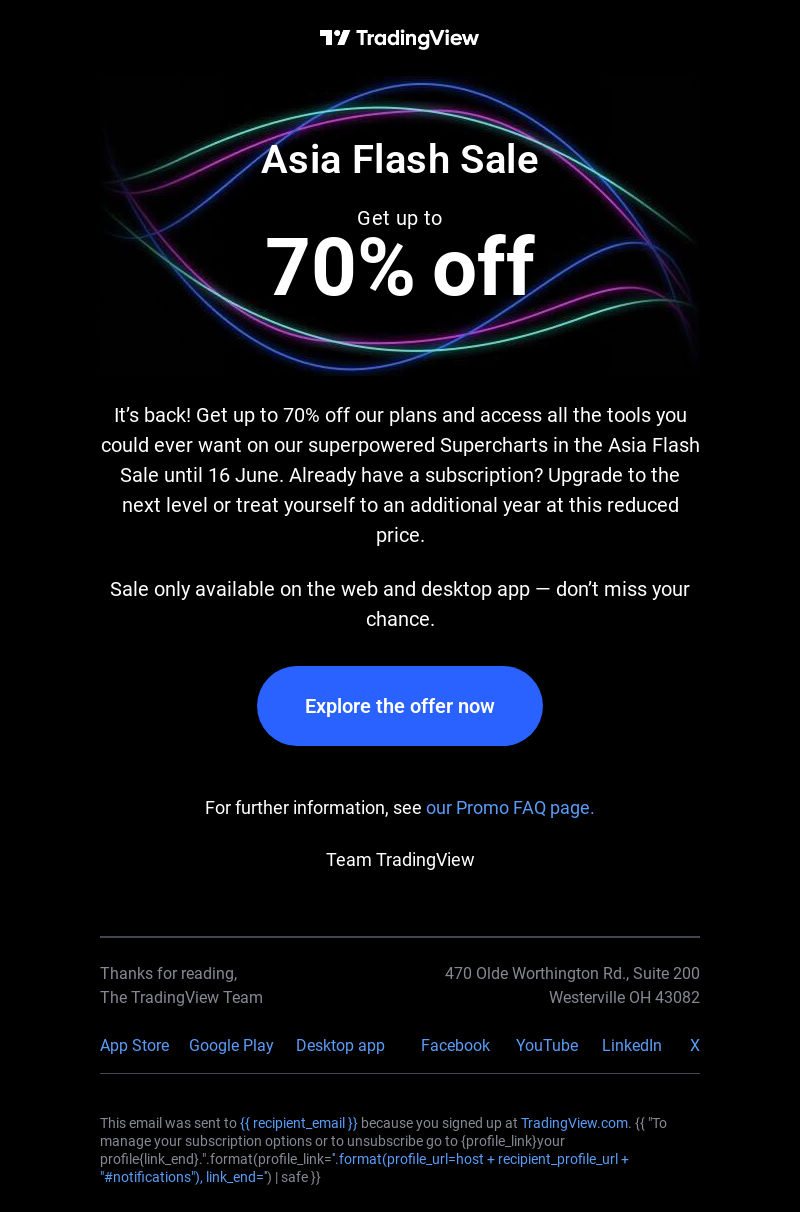 TradingView
Asia Flash Sale
Get up to
70% off
It’s back! Get up to 70% off our plans and access all the tools you
could ever want on our superpowered Supercharts in the Asia Flash
Sale until 16 June. Already have a subscription? Upgrade to the
next level or treat yourself to an additional year at this reduced
price.
Sale only available on the web and desktop app — don’t miss your
chance.
Explore the offer now
For further information, see our Promo FAQ page.
Team TradingView
Thanks for reading,
The TradingView Team
470 Olde Worthington Rd., Suite 200
Westerville OH 43082
App Store Google Play Desktop app Facebook YouTube LinkedIn X
This email was sent to {{ recipient_email }} because you signed up at TradingView.com. {{ "To
manage your subscription options or to unsubscribe go to {profile_link}your
profile{link_end}.".format(profile_link='<a href="{profile_url}">'.format(profile_url=host + recipient_profile_url +
"#notifications"), link_end='') | safe }}